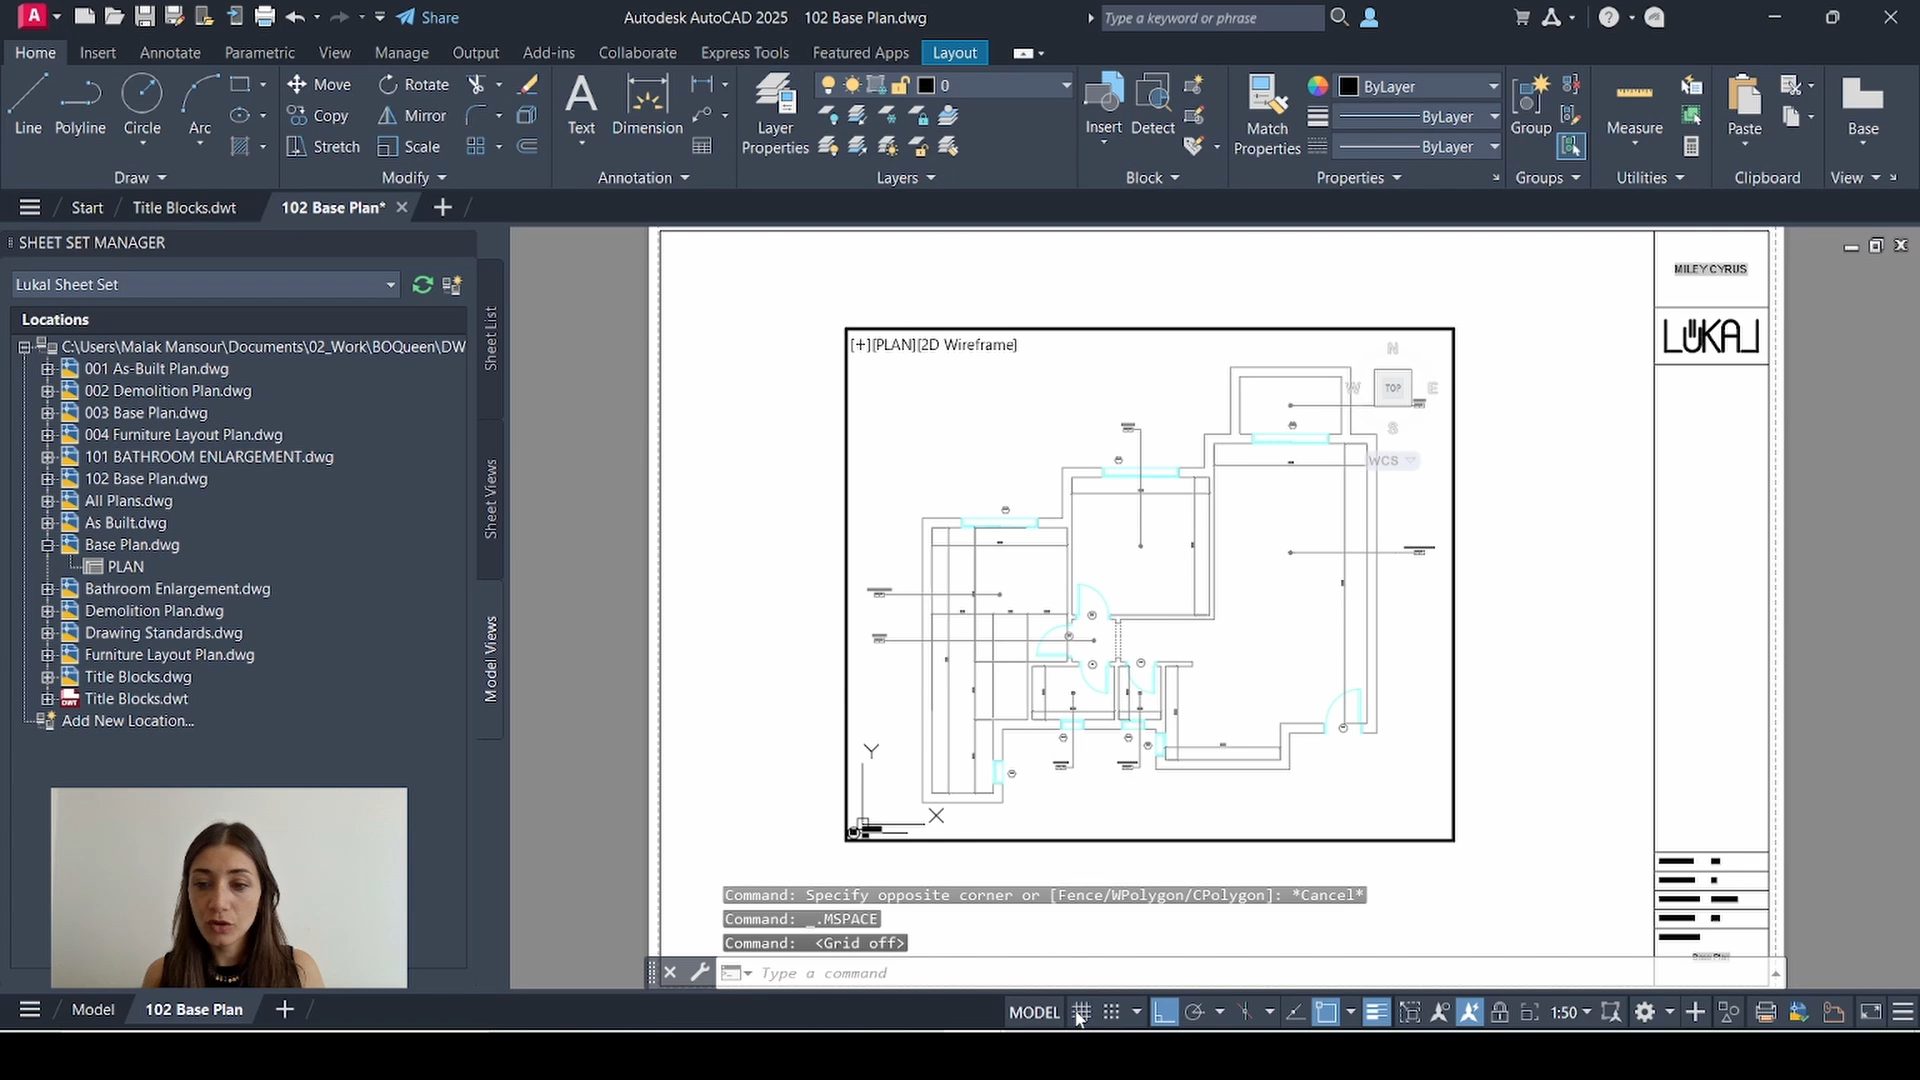 Share
Autodesk AutoCAD 2025 102 Base Plan.dwg
Type a keyword or phrase
Home Insert Annotate Parametric View Manage Output Add-ins Collaborate Express Tools Featured Apps Layout
Line Polyline Circle Arc
Move Rotate
Copy Mirror
Stretch Scale
Text Dimension
Layer Properties
0
Insert Detect
Match Properties
ByLayer
ByLayer
ByLayer
Group
Measure
Paste
Base
Draw Modify Annotation Layers Block Properties Groups Utilities Clipboard View
Start Title Blocks.dwt 102 Base Plan*
SHEET SET MANAGER
Lukal Sheet Set
Locations
C:\Users\Malak Mansour\Documents\02_Work\BOQueen\DW
001 As-Built Plan.dwg
002 Demolition Plan.dwg
003 Base Plan.dwg
004 Furniture Layout Plan.dwg
101 BATHROOM ENLARGEMENT.dwg
102 Base Plan.dwg
All Plans.dwg
As Built.dwg
Base Plan.dwg
PLAN
Bathroom Enlargement.dwg
Demolition Plan.dwg
Drawing Standards.dwg
Furniture Layout Plan.dwg
Title Blocks.dwg
DWT
Title Blocks.dwt
Add New Location...
Sheet List
Sheet Views
Model Views
[+][PLAN][2D Wireframe]
N
W TOP E
S
WCS
Y
X
MILEY CYRUS
LUKAL
Base Plan
Command: Specify opposite corner or [Fence/WPolygon/CPolygon]: *Cancel*
Command: _.MSPACE
Command: <Grid off>
Type a command
Model 102 Base Plan
MODEL
1:50